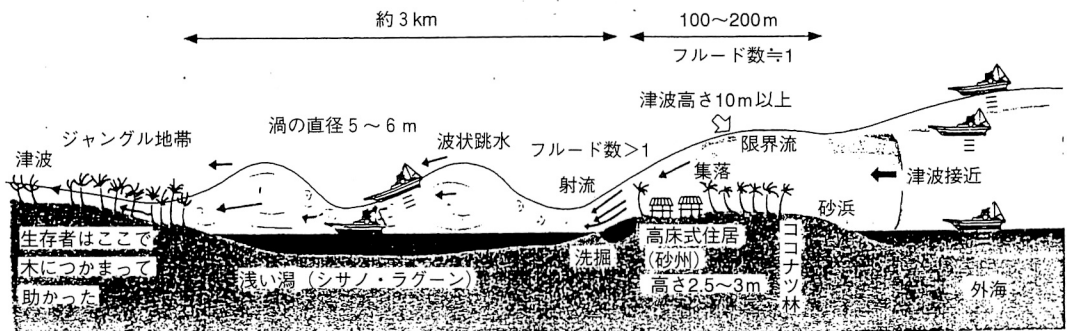 約3km
100〜200m
フルード数≒1
津波高さ10m以上
渦の直径5〜6m
波状跳水
フルード数>1
限界流
ジャングル地帯
津波
射流
集落
津波接近
砂浜
生存者はここで
木につかまって
助かった
浅い潟(シサノ・ラグーン)
洗掘
高床式住居
(砂州)
高さ2.5〜3m
ココナツ林
外海